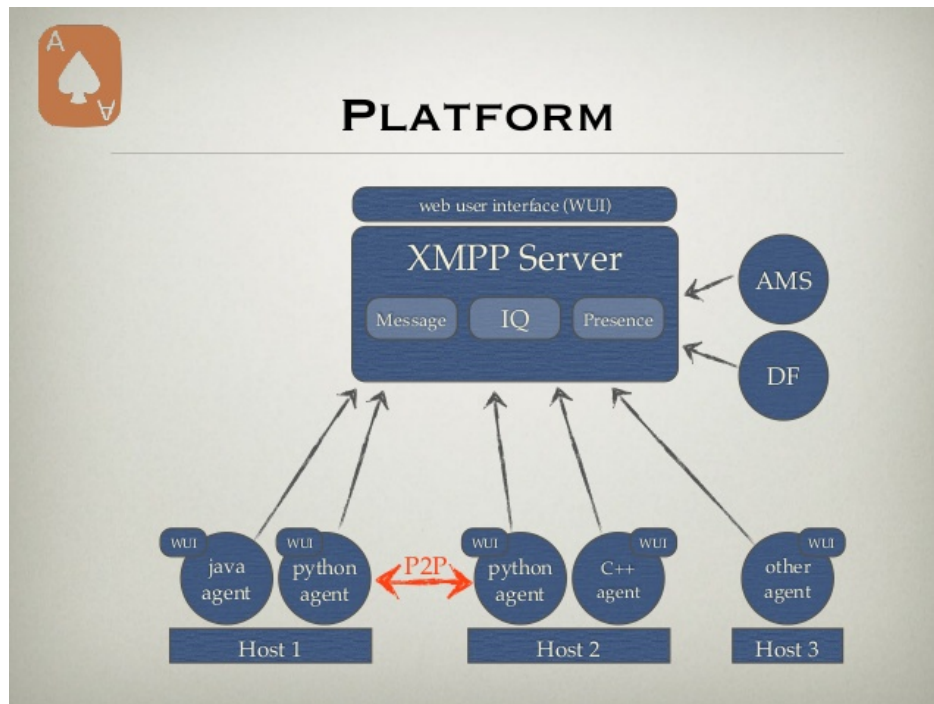 A
A
PLATFORM
web user interface (WUI)
XMPP Server
Message IQ Presence
AMS
DF
WUI WUI WUI WUI WUI
java agent
python agent
P2P
python agent
C++ agent
other agent
Host 1 Host 2 Host 3